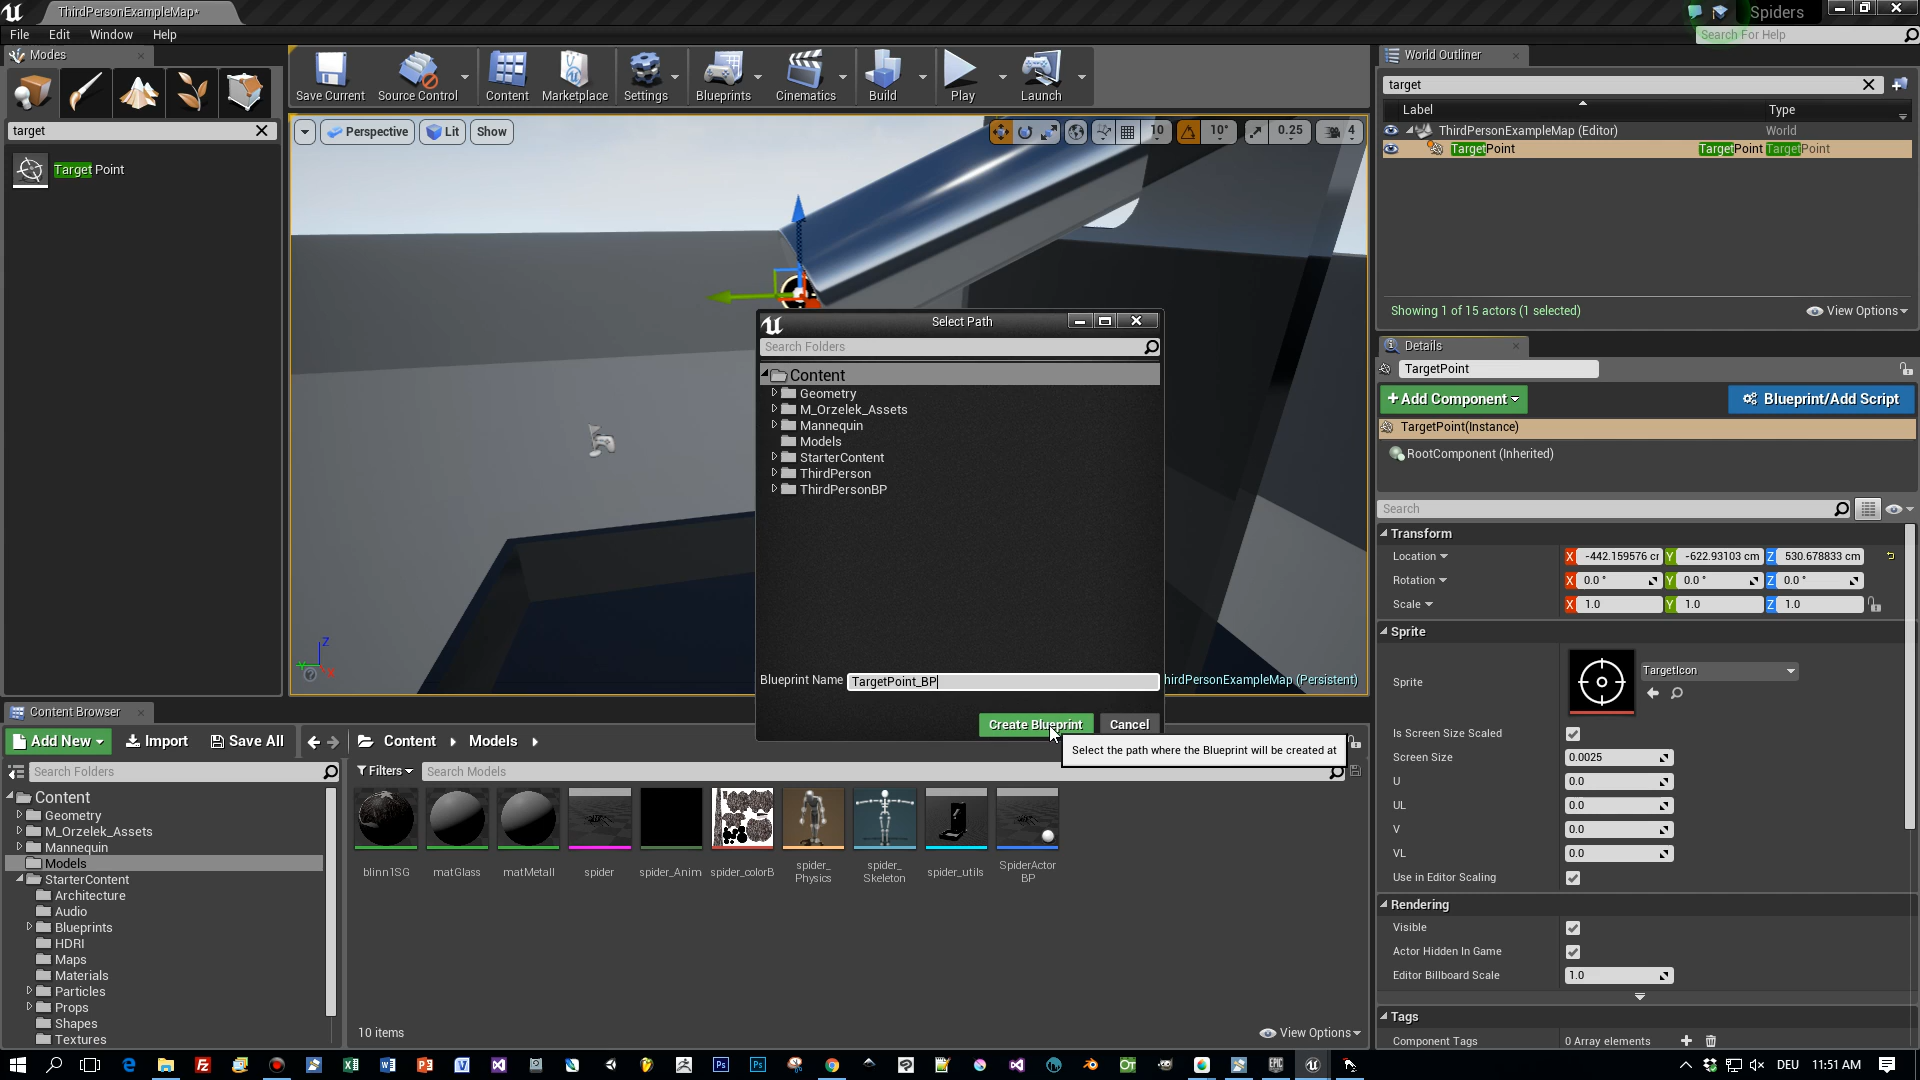 ThirdPersonExampleMap*
Spiders
File Edit Window Help
Search For Help
Modes
target
Target Point
Save Current
Source Control
Content
Marketplace
Settings
Blueprints
Cinematics
Build
Play
Launch
Perspective
Lit
Show
10
10°
0.25
4
World Outliner
target
Label
Type
ThirdPersonExampleMap (Editor)
World
TargetPoint
TargetPoint TargetPoint
Showing 1 of 15 actors (1 selected)
View Options
Select Path
Search Folders
Content
Geometry
M_Orzelek_Assets
Mannequin
Models
StarterContent
ThirdPerson
ThirdPersonBP
Blueprint Name
TargetPoint_BP
Create Blueprint
Cancel
Select the path where the Blueprint will be created at
hirdPersonExampleMap (Persistent)
Z
Details
TargetPoint
+Add Component
Blueprint/Add Script
TargetPoint(Instance)
RootComponent (Inherited)
Search
Transform
Location X -442.159576 cr Y -622.93103 cm Z 530.678833 cm
Rotation X 0.0 ° Y 0.0 ° Z 0.0 °
Scale X 1.0 Y 1.0 Z 1.0
Sprite
Sprite
TargetIcon
Is Screen Size Scaled
Screen Size 0.0025
U 0.0
UL 0.0
V 0.0
VL 0.0
Use in Editor Scaling
Rendering
Visible
Actor Hidden In Game
Editor Billboard Scale 1.0
Tags
Component Tags 0 Array elements
Content Browser
Add New
Import
Save All
Content
Models
Search Folders
Filters
Search Models
Content
Geometry
M_Orzelek_Assets
Mannequin
Models
StarterContent
Architecture
Audio
Blueprints
HDRI
Maps
Materials
Particles
Props
Shapes
Textures
blinn1SG
matGlass
matMetall
spider
spider_Anim
spider_colorB
spider_
Physics
spider_
Skeleton
spider_utils
SpiderActor
BP
10 items
View Options
DEU
11:51 AM